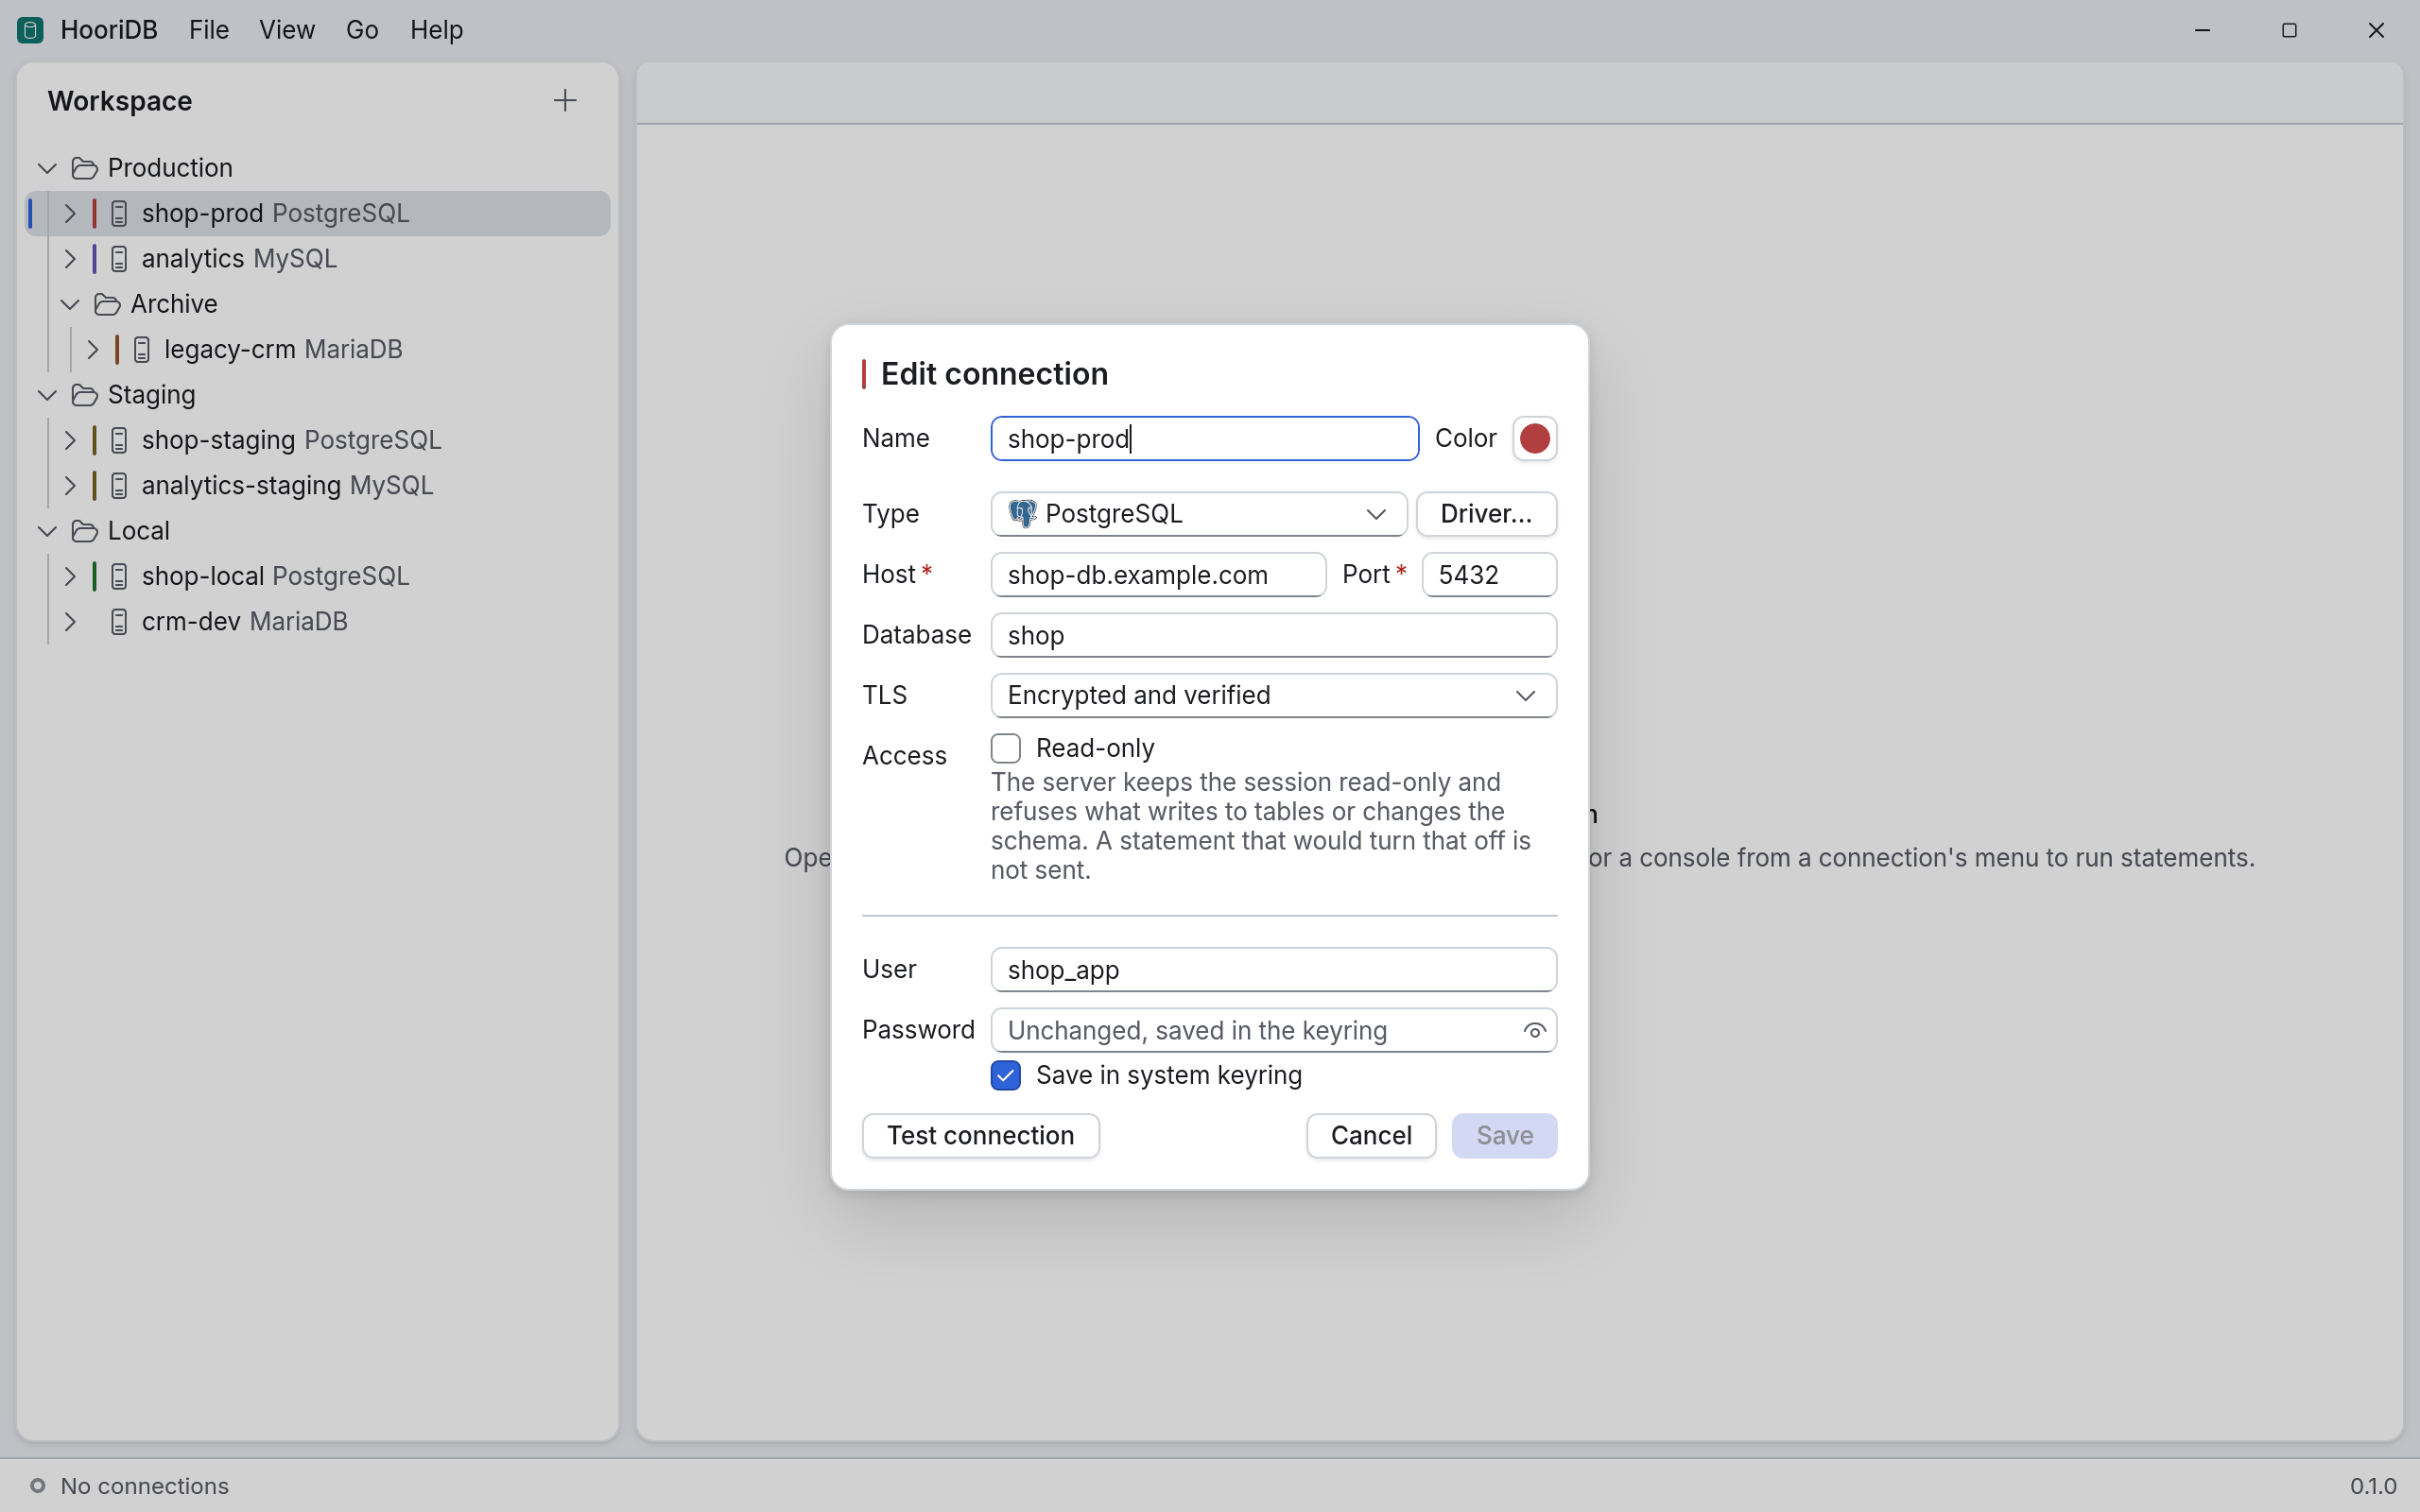 HooriDB File View Go Help
Workspace
Production
shop-prod PostgreSQL
analytics MySQL
Archive
legacy-crm MariaDB
Staging
shop-staging PostgreSQL
analytics-staging MySQL
Local
shop-local PostgreSQL
crm-dev MariaDB
Edit connection
Name shop-prod Color
Type PostgreSQL Driver...
Host * shop-db.example.com Port * 5432
Database shop
TLS Encrypted and verified
Access Read-only
The server keeps the session read-only and
refuses what writes to tables or changes the
schema. A statement that would turn that off is
not sent.
or a console from a connection's menu to run statements.
User shop_app
Password Unchanged, saved in the keyring
Save in system keyring
Test connection Cancel Save
No connections 0.1.0